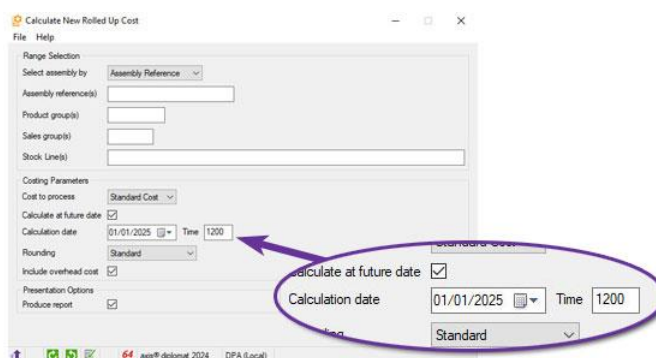 Calculate New Rolled Up Cost
File Help
Range Selection
Select assembly by Assembly Reference
Assembly reference(s)
Product group(s)
Sales group(s)
Stock Line(s)
Costing Parameters
Cost to process Standard Cost
Calculate at future date
Calculation date 01/01/2025 Time 1200
Rounding Standard
Include overhead cost
Presentation Options
Produce report
Standard Cost
Calculate at future date
Calculation date 01/01/2025 Time 1200
Standard
64 axis® diplomat 2024 DPA (Local)